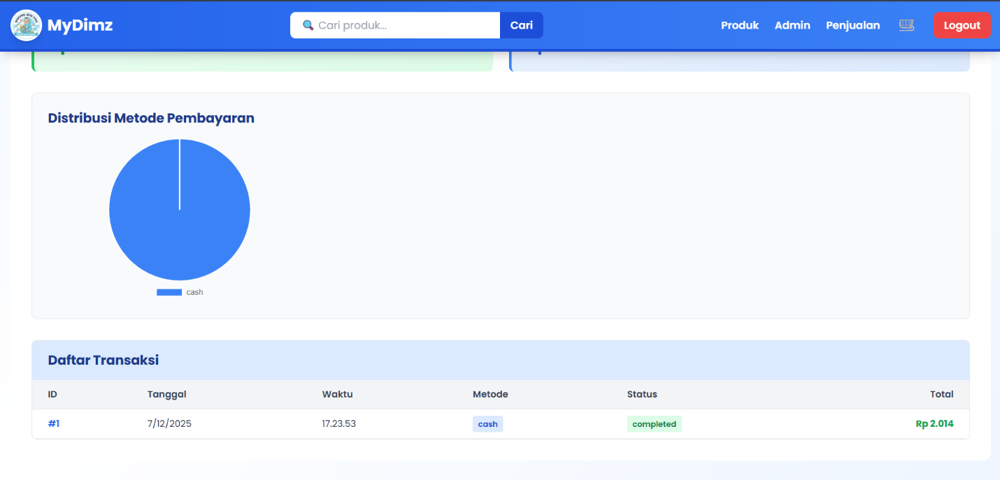 MyDimz
Cari produk...
Cari
Produk
Admin
Penjualan
Logout
Distribusi Metode Pembayaran
cash
Daftar Transaksi
ID Tanggal Waktu Metode Status Total
#1 7/12/2025 17.23.53 cash completed Rp 2.014